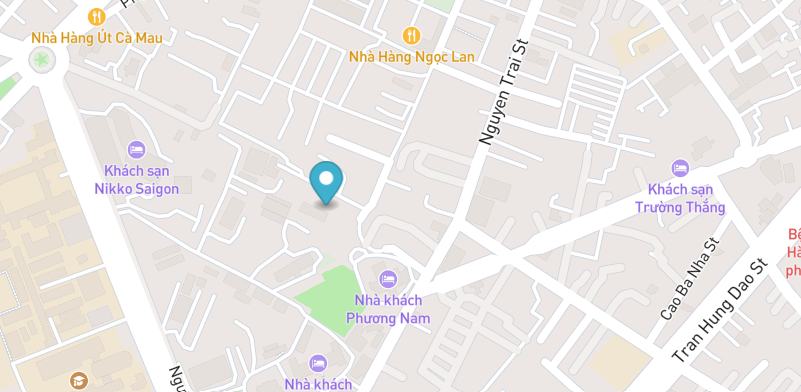 Nhà Hàng Út Cà Mau
Nhà Hàng Ngọc Lan
Nguyen Trai St
Khách sạn
Nikko Saigon
Khách sạn
Trường Thắng
Cao Ba Nha St
Tran Hung Dao St
Nhà khách
Phương Nam
Nhà khách